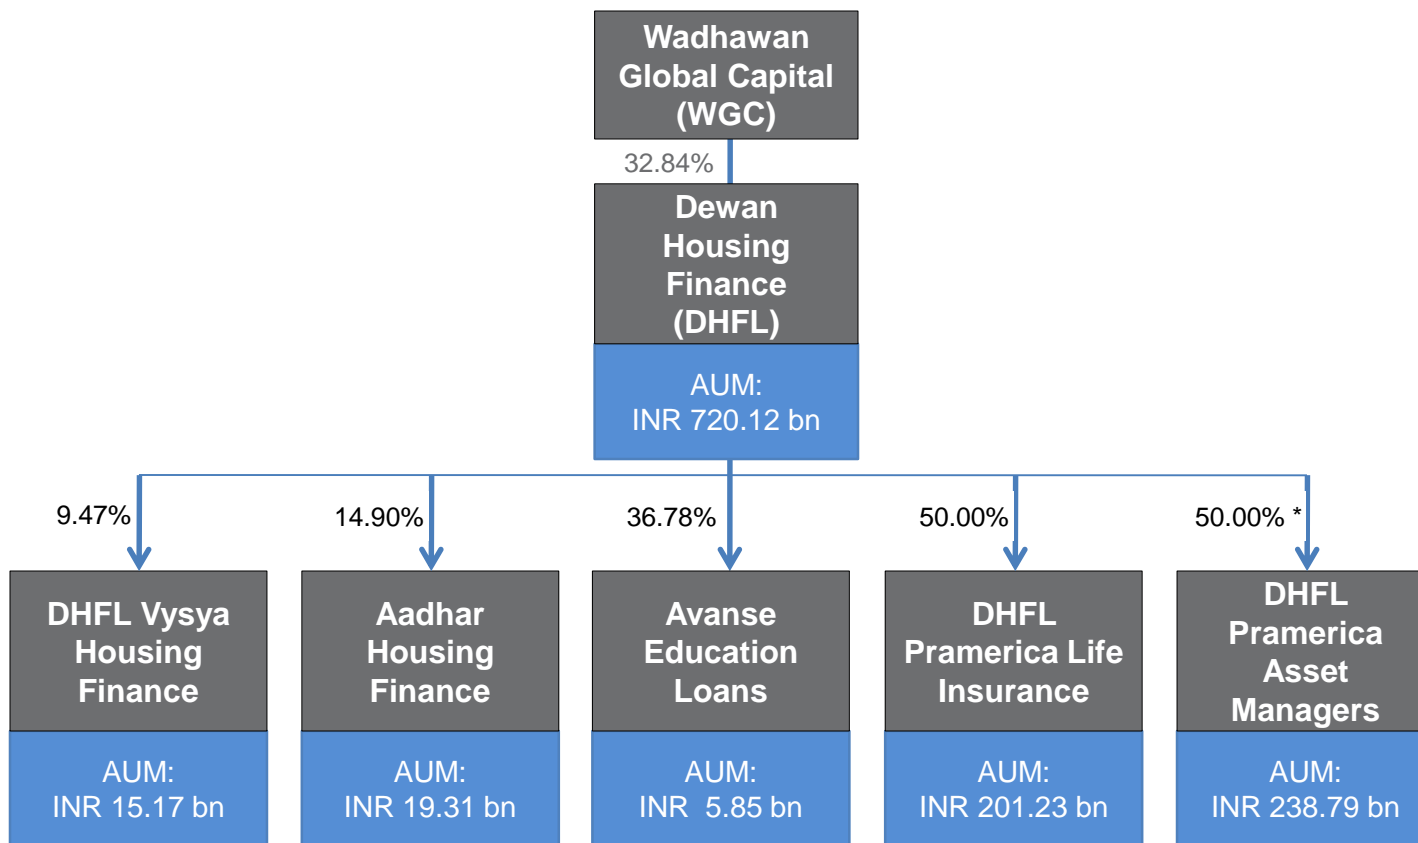 Wadhawan
Global Capital
(WGC)
32.84%
Dewan
Housing
Finance
(DHFL)
AUM:
INR 720.12 bn
9.47%
14.90%
36.78%
50.00%
50.00% *
DHFL Vysya
Housing
Finance
AUM:
INR 15.17 bn
Aadhar
Housing
Finance
AUM:
INR 19.31 bn
Avanse
Education
Loans
AUM:
INR  5.85 bn
DHFL
Pramerica Life
Insurance
AUM:
INR 201.23 bn
DHFL
Pramerica
Asset
Managers
AUM:
INR 238.79 bn